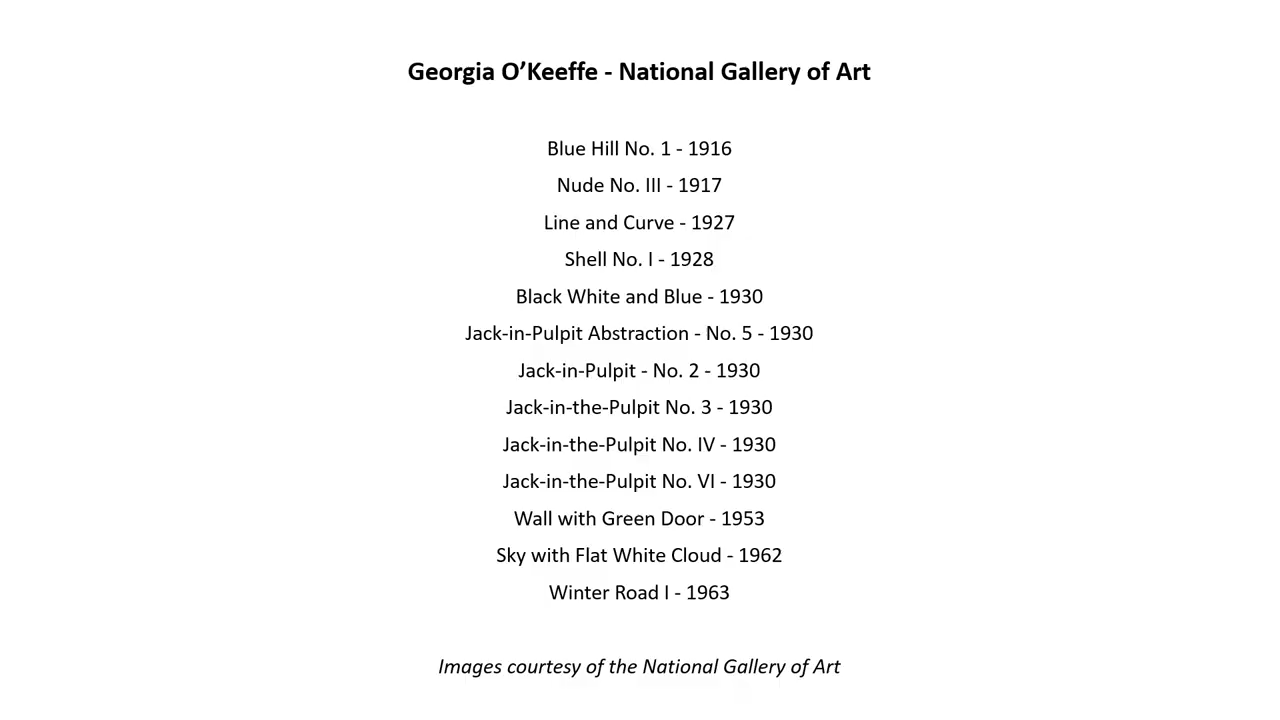 Georgia O’Keeffe - National Gallery of Art
Blue Hill No. 1 - 1916
Nude No. III - 1917
Line and Curve - 1927
Shell No. I - 1928
Black White and Blue - 1930
Jack-in-Pulpit Abstraction - No. 5 - 1930
Jack-in-Pulpit - No. 2 - 1930
Jack-in-the-Pulpit No. 3 - 1930
Jack-in-the-Pulpit No. IV - 1930
Jack-in-the-Pulpit No. VI - 1930
Wall with Green Door - 1953
Sky with Flat White Cloud - 1962
Winter Road I - 1963
Images courtesy of the National Gallery of Art